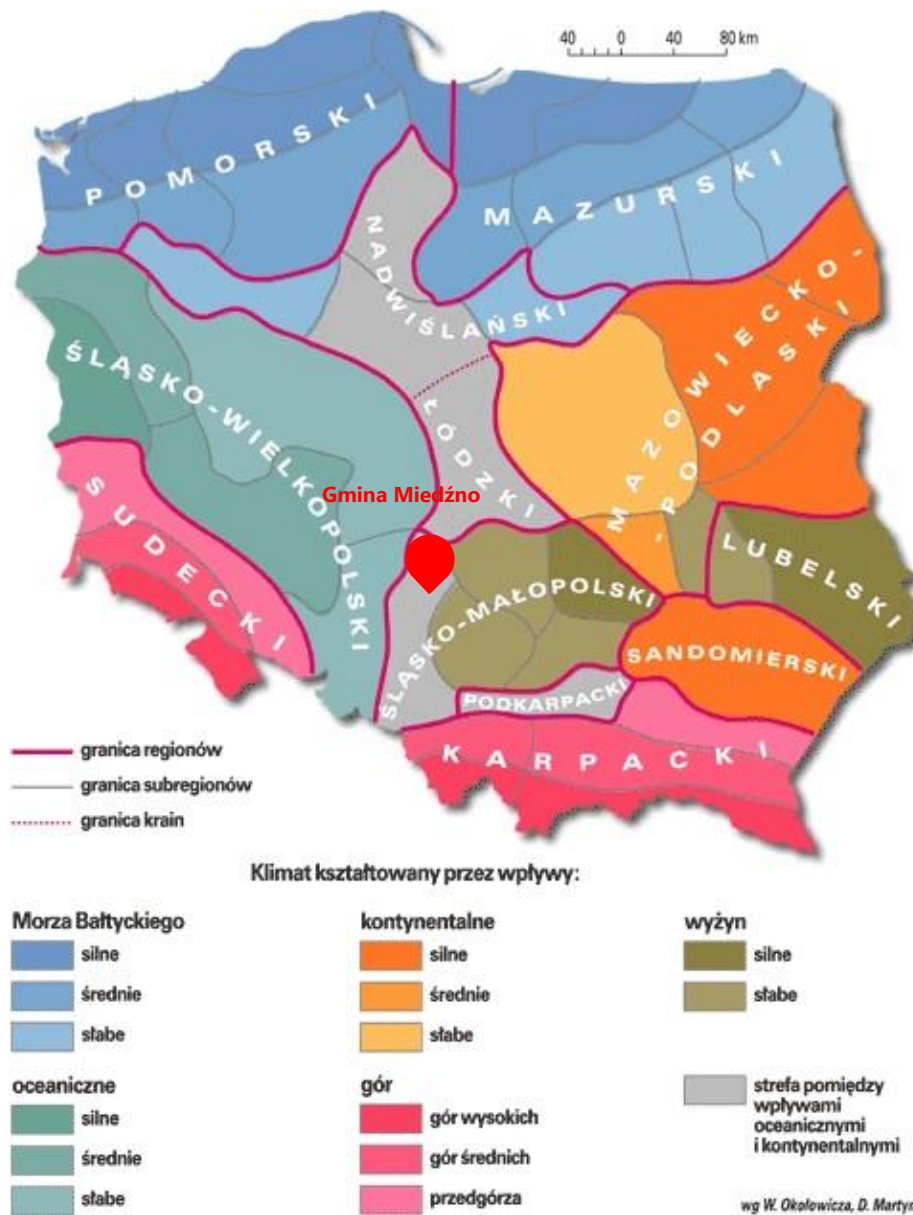 40 0 40 80 km
POMORSKI
MAZURSKI
NADWIŚLAŃSKI
MAZOWIECKO-
-PODLASKI
ŚLĄSKO-WIELKOPOLSKI
ŁÓDZKI
Gmina Miedźno
SUDECKI
LUBELSKI
ŚLĄSKO-MAŁOPOLSKI
SANDOMIERSKI
PODKARPACKI
KARPACKI
granica regionów
granica subregionów
granica krain
Klimat kształtowany przez wpływy:
Morza Bałtyckiego
silne
średnie
słabe
kontynentalne
silne
średnie
słabe
wyżyn
silne
słabe
oceaniczne
silne
średnie
słabe
gór
gór wysokich
gór średnich
przedgórza
strefa pomiędzy
wpływami
oceanicznymi
i kontynentalnymi
wg W. Okołowicza, D. Martyn